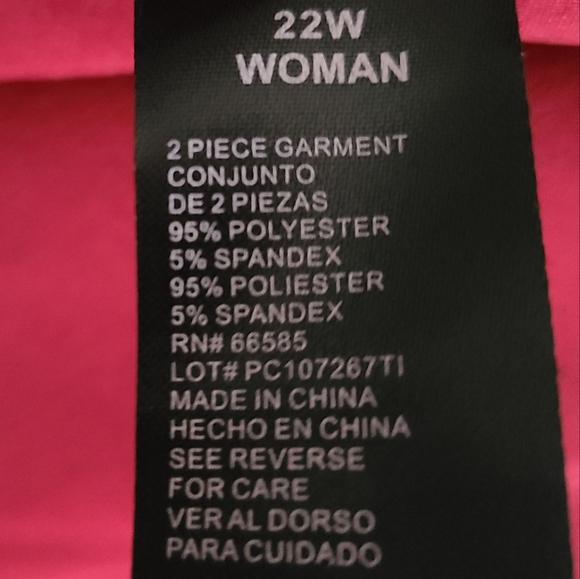 22W
WOMAN
2 PIECE GARMENT
CONJUNTO
DE 2 PIEZAS
95% POLYESTER
5% SPANDEX
95% POLIESTER
5% SPANDEX
RN# 66585
LOT# PC107267TI
MADE IN CHINA
HECHO EN CHINA
SEE REVERSE
FOR CARE
VER AL DORSO
PARA CUIDADO